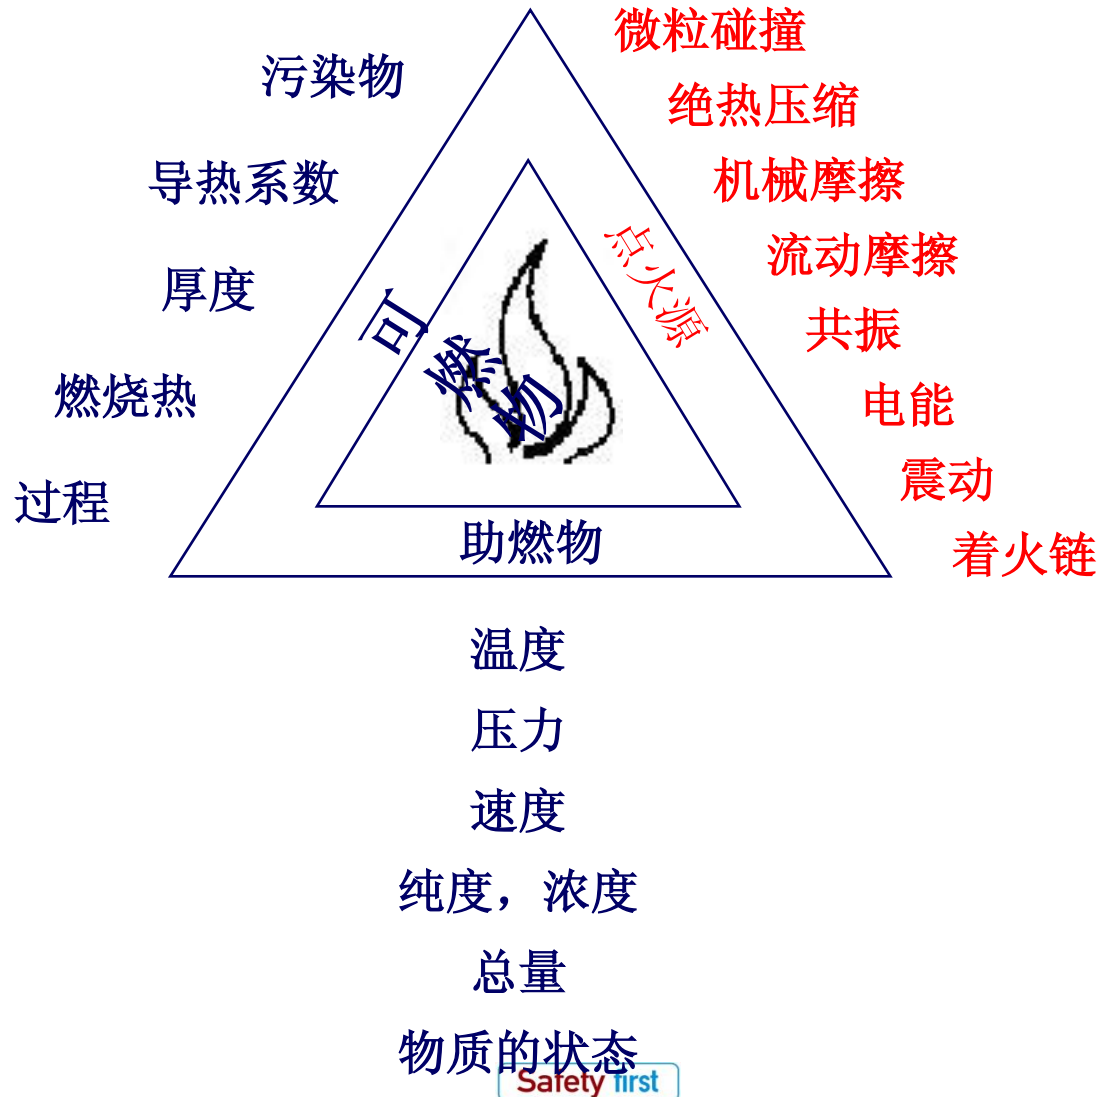 微粒碰撞
污染物
绝热压缩
导热系数
机械摩擦
点火源
流动摩擦
厚度
可燃物
共振
燃烧热
电能
过程
震动
助燃物
着火链
温度
压力
速度
纯度，浓度
总量
物质的状态
Safety first